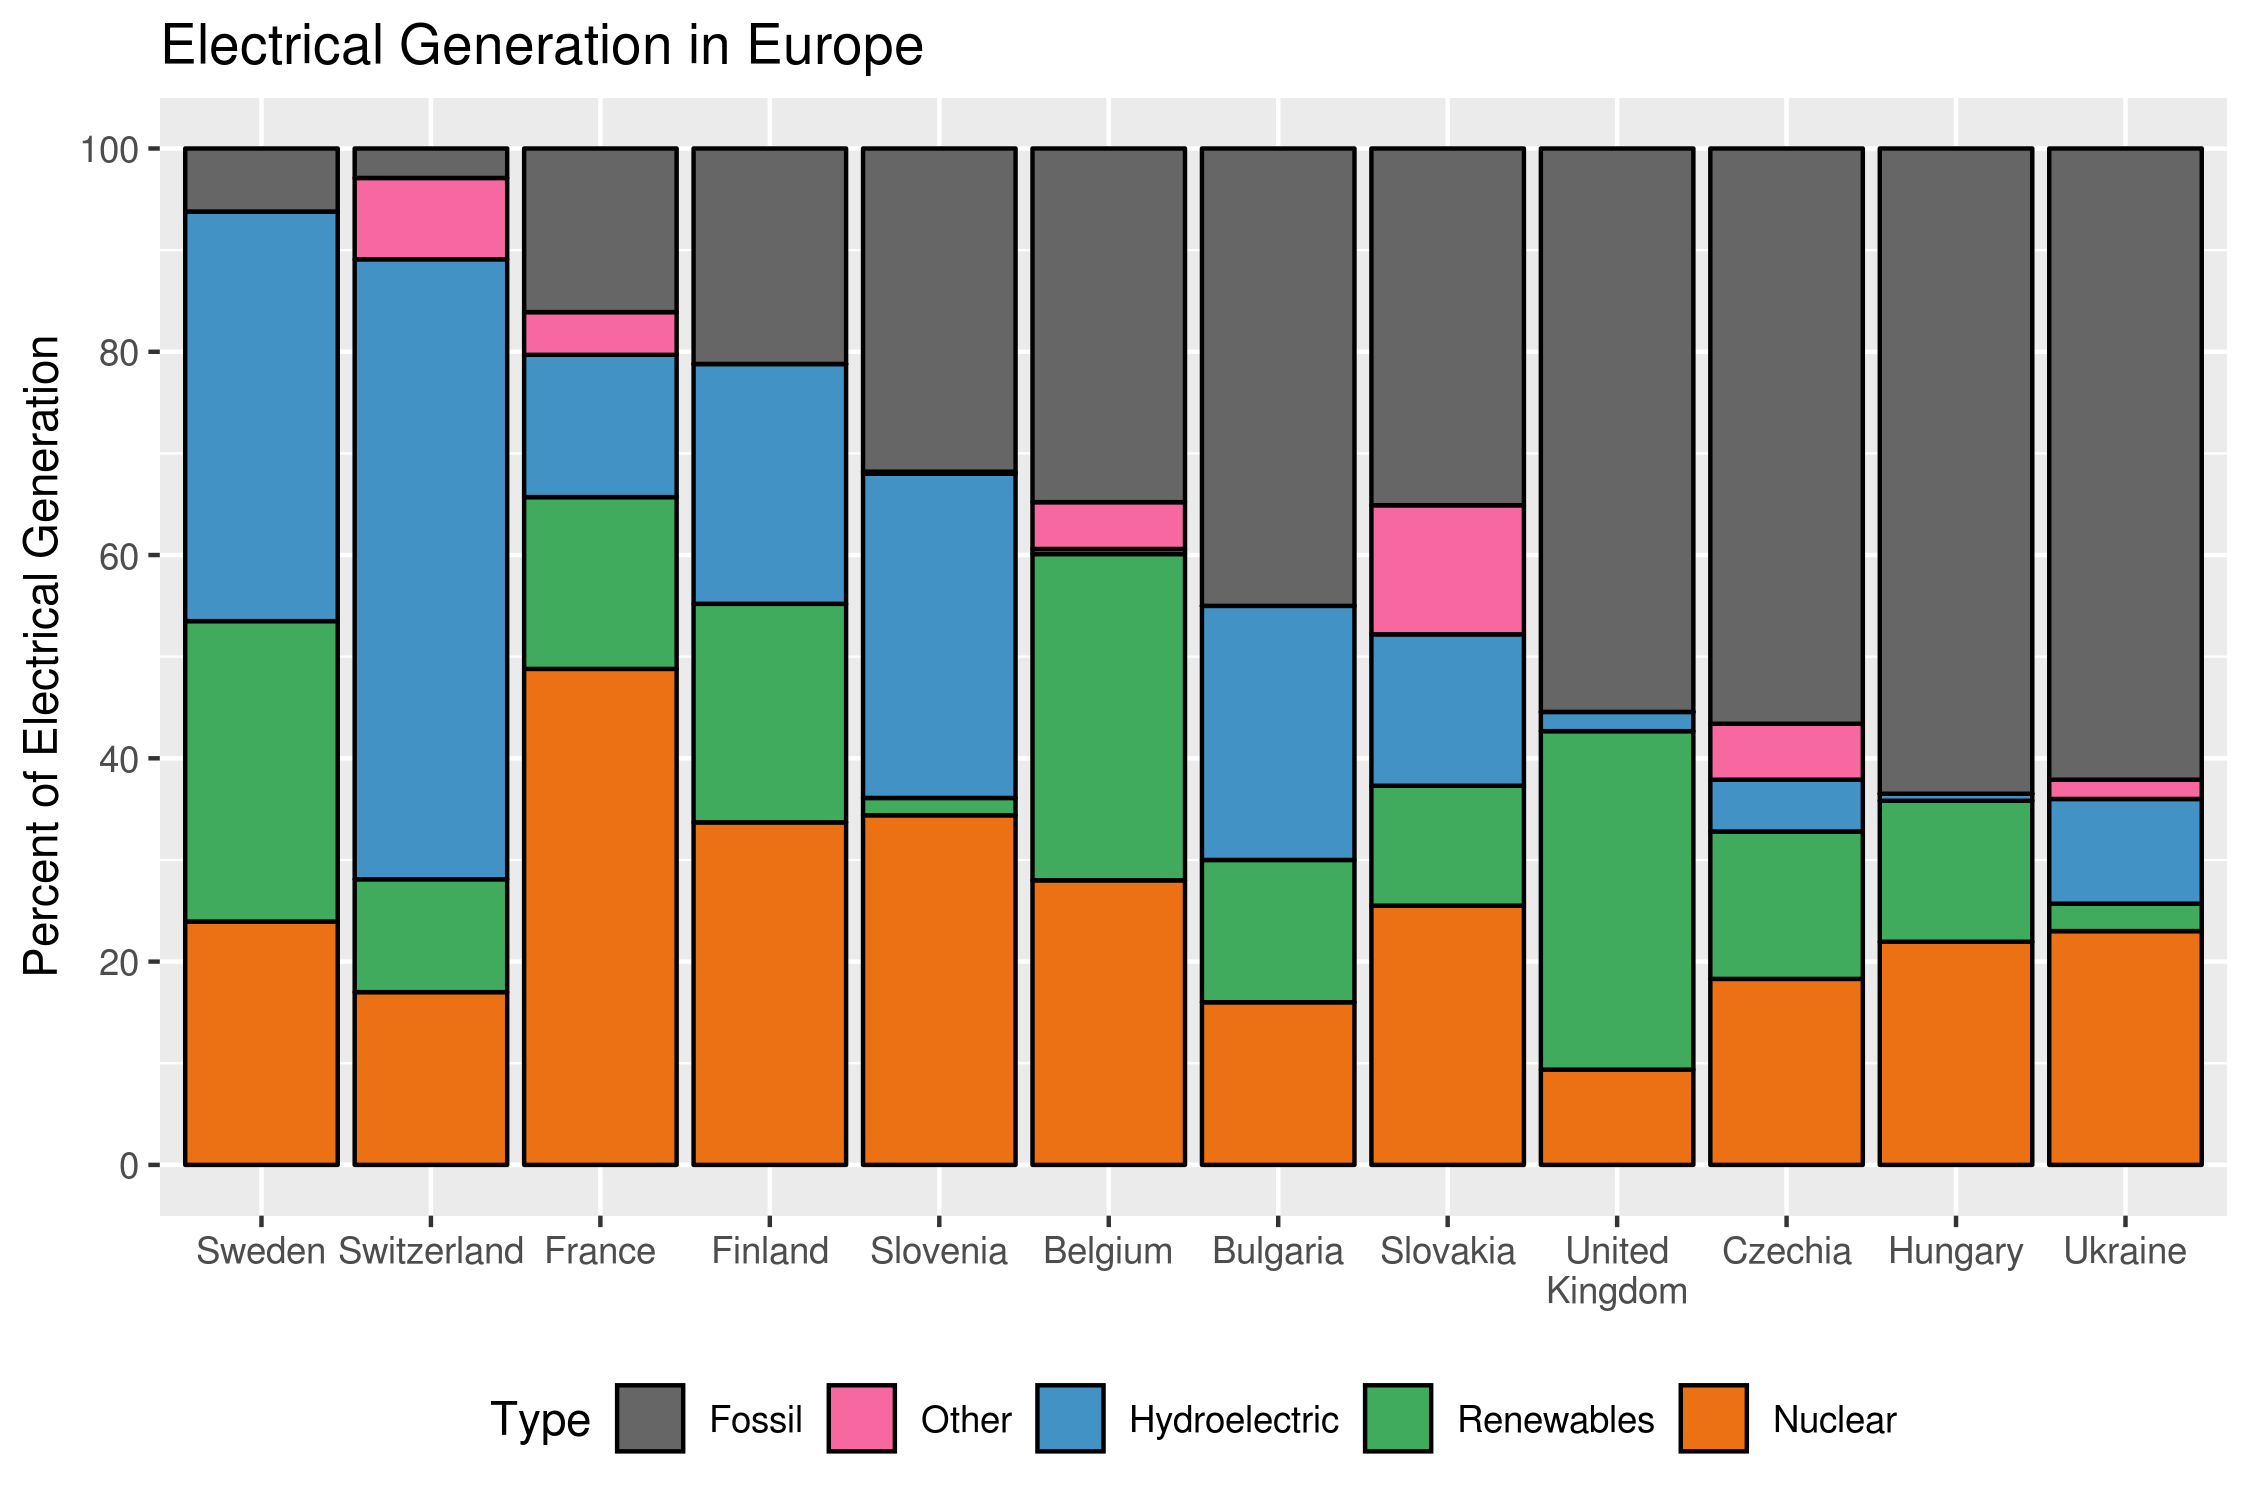 Electrical Generation in Europe
Percent of Electrical Generation
100
80
60
40
20
0
Sweden Switzerland France Finland Slovenia Belgium Bulgaria Slovakia United Kingdom Czechia Hungary Ukraine
Type Fossil Other Hydroelectric Renewables Nuclear